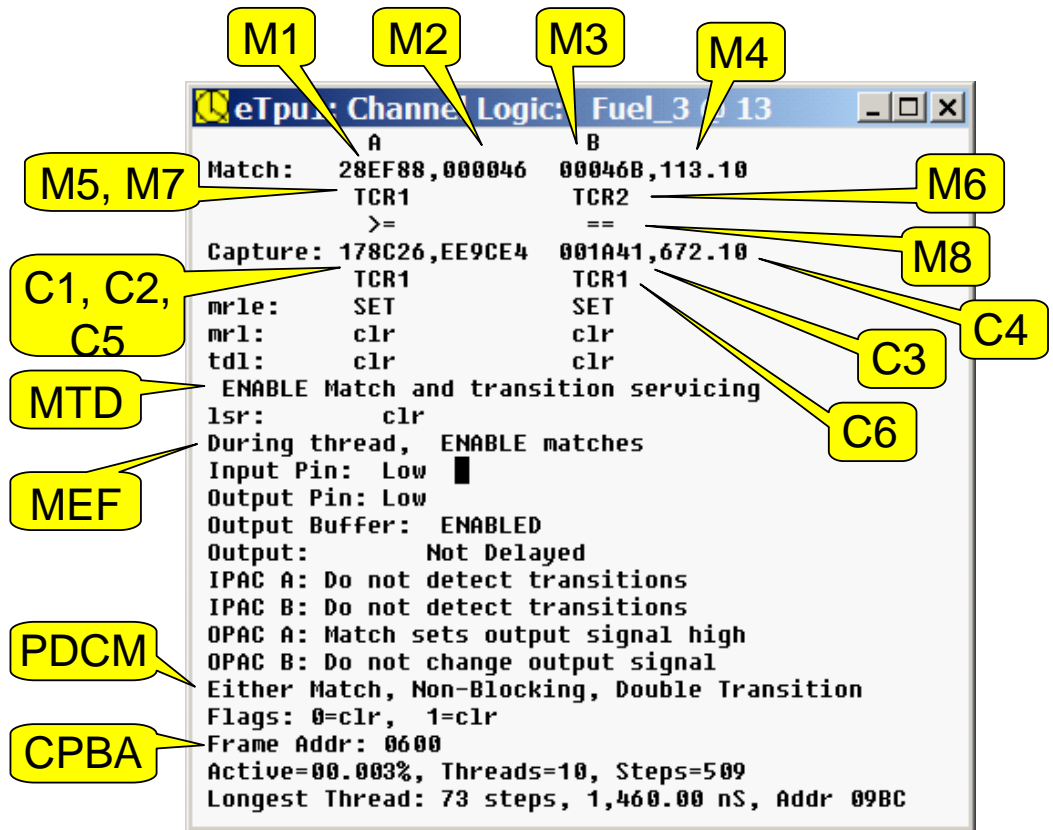 M1 M2 M3 M4
eTpu1: Channel Logic: Fuel_3 @ 13
A B
Match: 28EF88,000046 00046B,113.10
M5, M7
TCR1 TCR2
M6
>= ==
M8
Capture: 178C26,EE9CE4 001A41,672.10
C1, C2,
C5
TCR1 TCR1
C4
C3
C6
mrle: SET SET
mrl: clr clr
tdl: clr clr
MTD
ENABLE Match and transition servicing
lsr: clr
MEF
During thread, ENABLE matches
Input Pin: Low
Output Pin: Low
Output Buffer: ENABLED
Output: Not Delayed
IPAC A: Do not detect transitions
IPAC B: Do not detect transitions
OPAC A: Match sets output signal high
OPAC B: Do not change output signal
PDCM
Either Match, Non-Blocking, Double Transition
Flags: 0=clr, 1=clr
CPBA
Frame Addr: 0600
Active=00.003%, Threads=10, Steps=509
Longest Thread: 73 steps, 1,460.00 nS, Addr 09BC